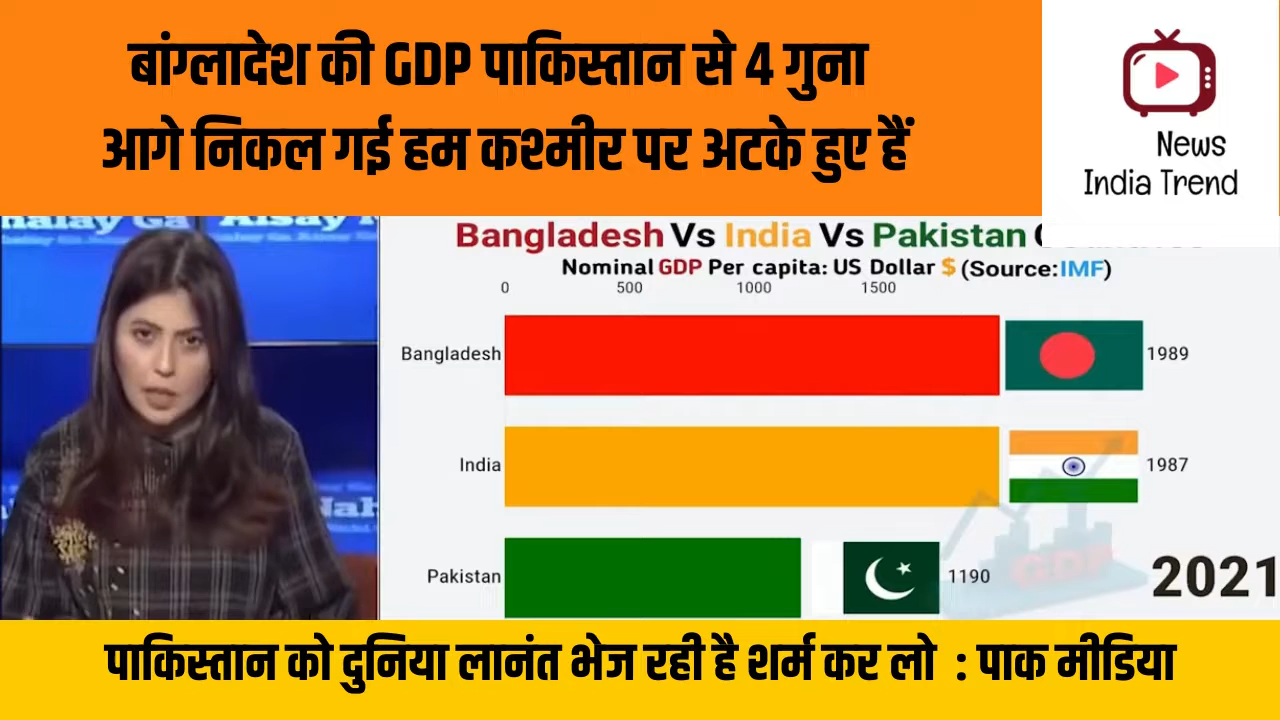 बांग्लादेश की GDP पाकिस्तान से 4 गुना
आगे निकल गई हम कश्मीर पर अटके हुए हैं
News
India Trend
Bangladesh Vs India Vs Pakistan
Nominal GDP Per capita: US Dollar $ (Source:IMF)
0 500 1000 1500
Bangladesh 1989
India 1987
Pakistan 1190
GDP
2021
पाकिस्तान को दुनिया लानंत भेज रही है शर्म कर लो : पाक मीडिया